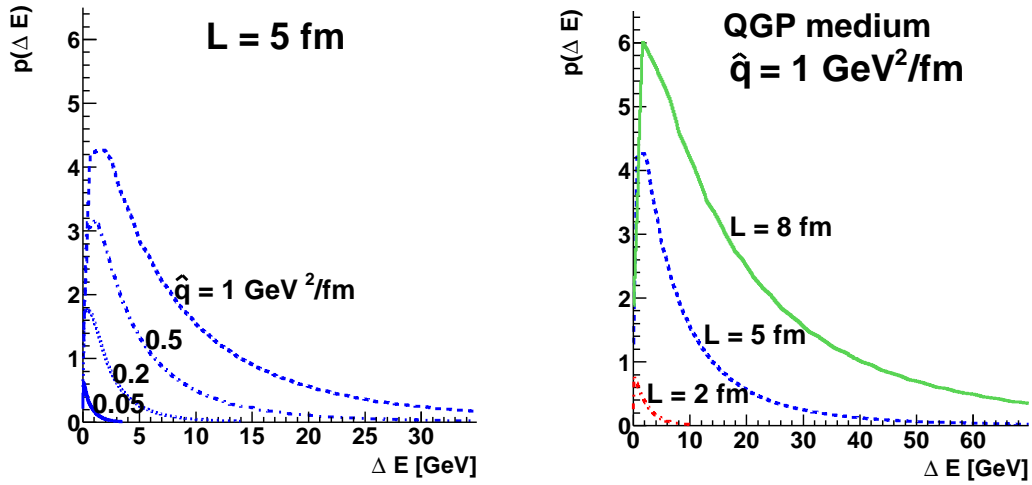 p(Δ E)
L = 5 fm
6
5
4
3
2
1
0
q̂ = 1 GeV ²/fm
0.5
0.2
0.05
0 5 10 15 20 25 30
Δ E [GeV]
p(Δ E)
QGP medium
q̂ = 1 GeV²/fm
6
5
4
3
2
1
0
L = 8 fm
L = 5 fm
L = 2 fm
0 10 20 30 40 50 60
Δ E [GeV]